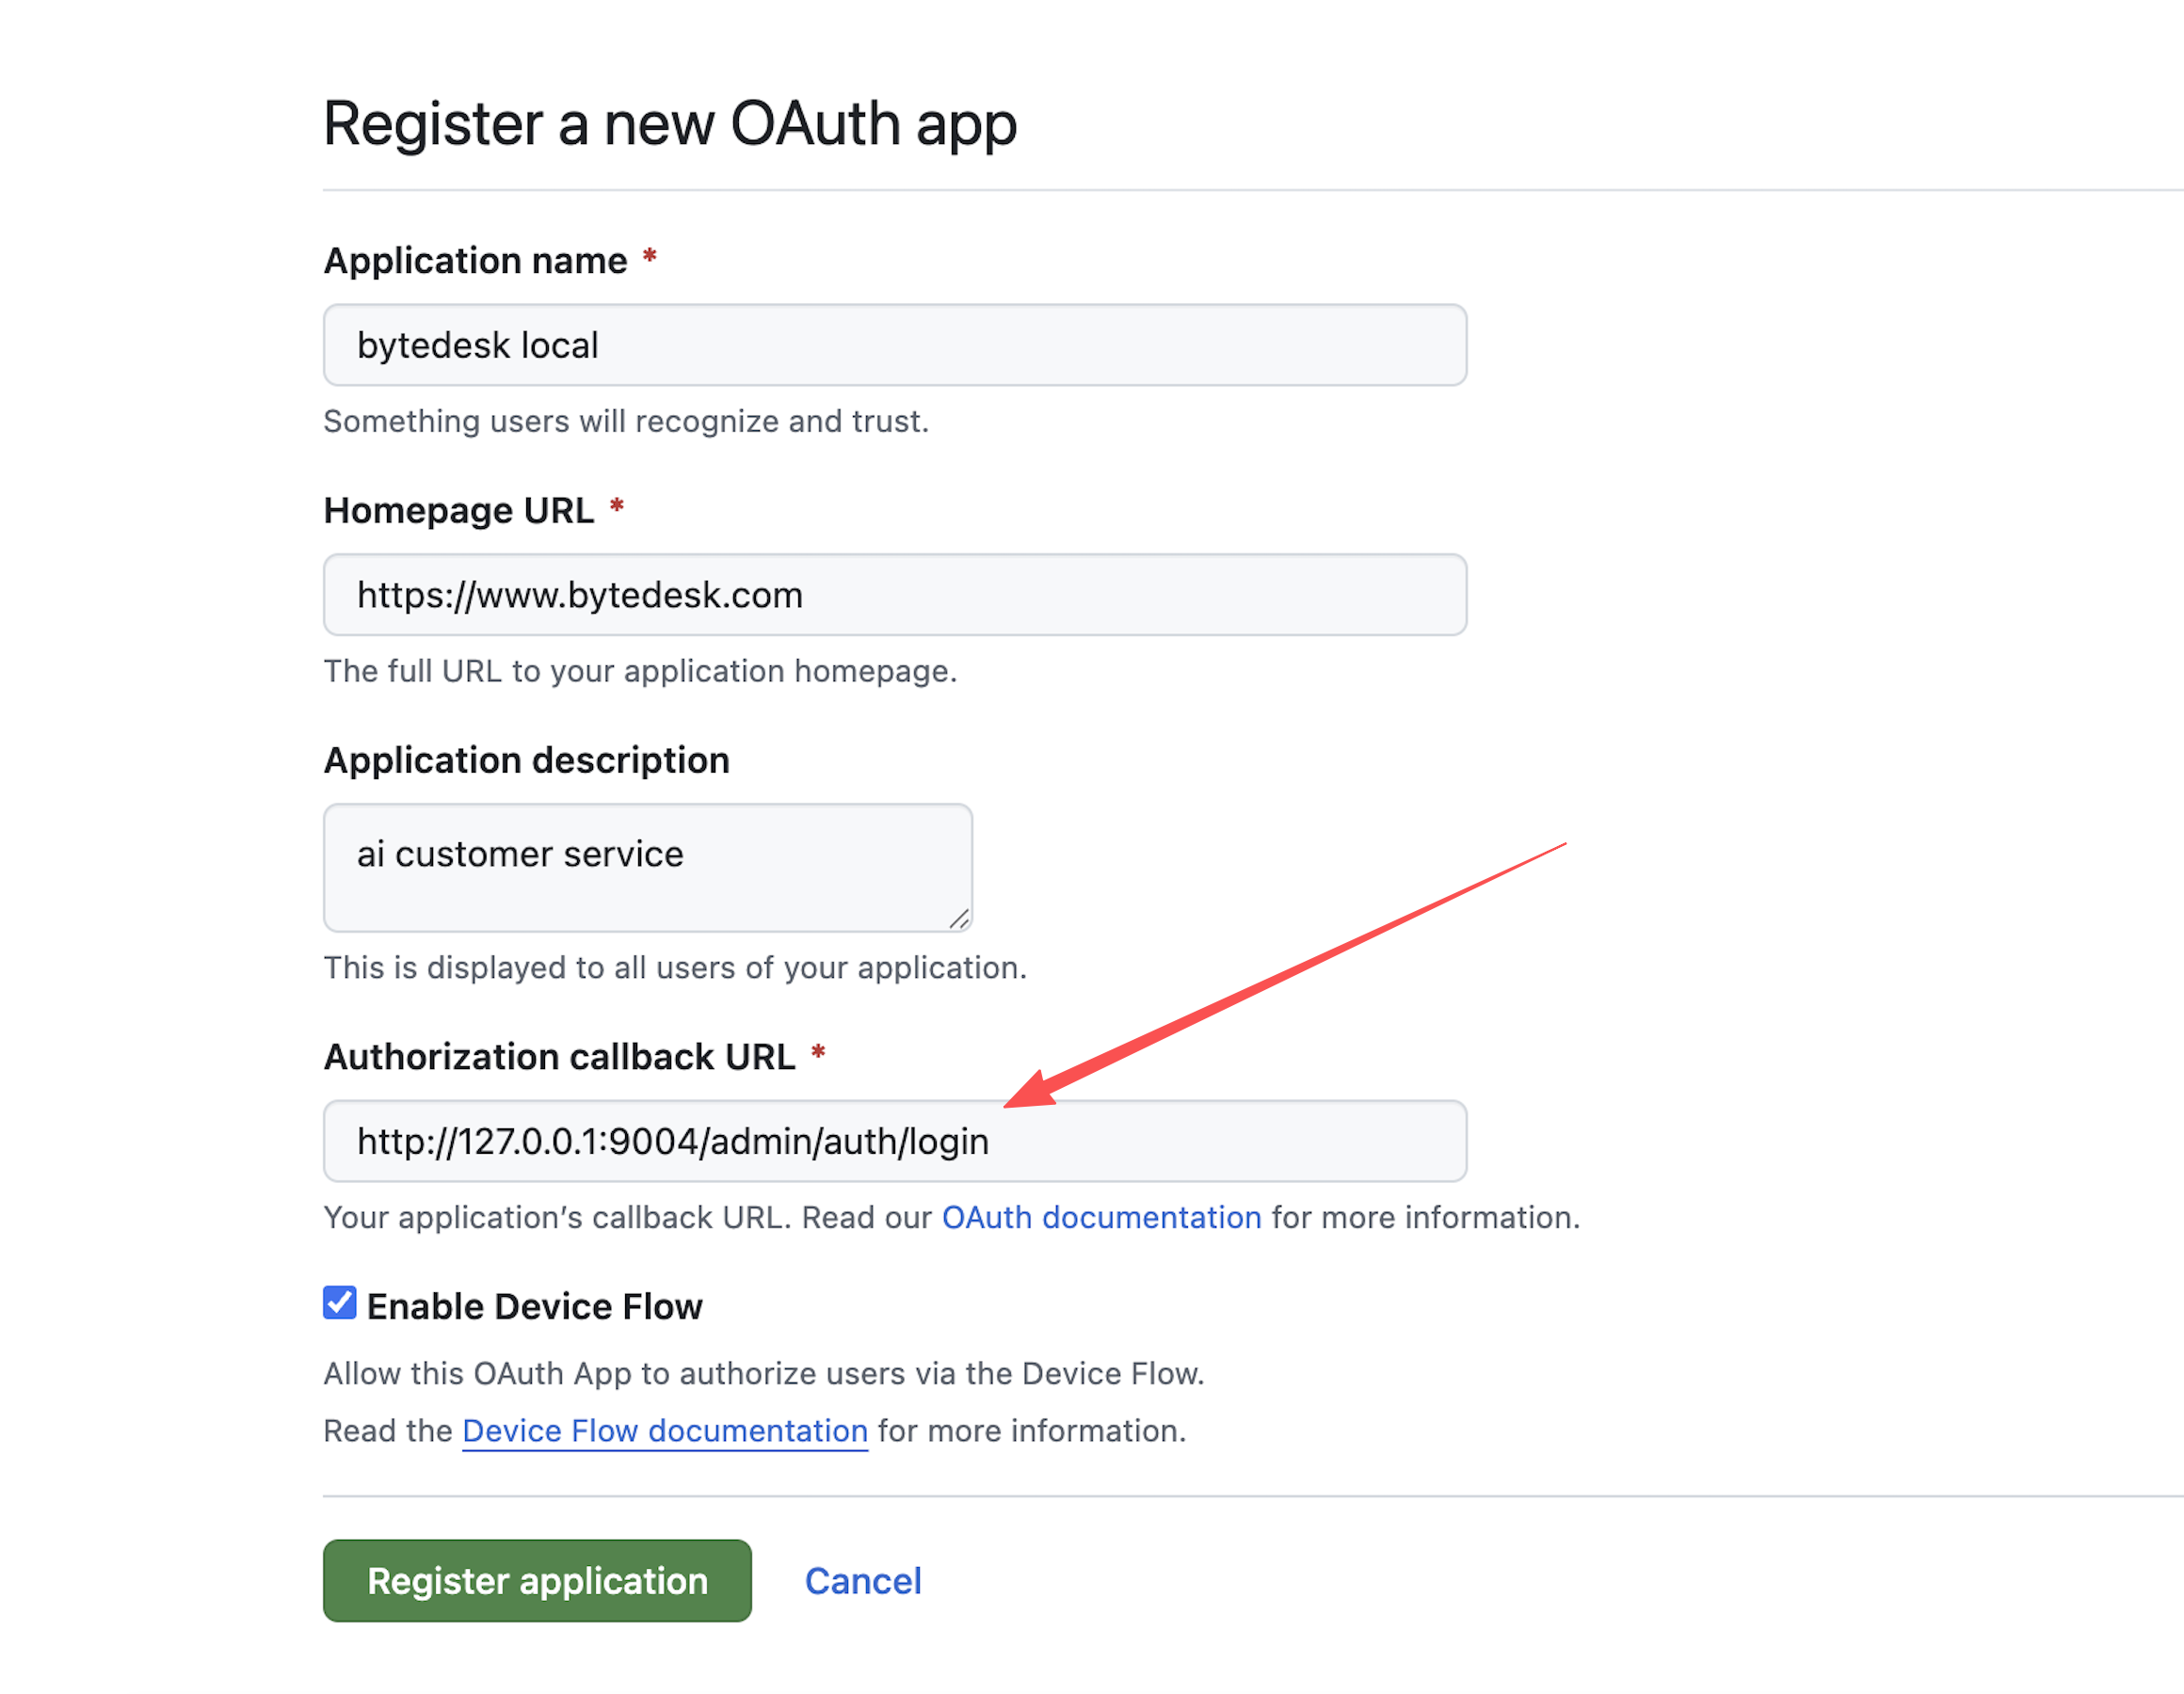 Register a new OAuth app
Application name *
bytedesk local
Something users will recognize and trust.
Homepage URL *
https://www.bytedesk.com
The full URL to your application homepage.
Application description
ai customer service
This is displayed to all users of your application.
Authorization callback URL *
http://127.0.0.1:9004/admin/auth/login
Your application’s callback URL. Read our OAuth documentation for more information.
Enable Device Flow
Allow this OAuth App to authorize users via the Device Flow.
Read the Device Flow documentation for more information.
Register application Cancel